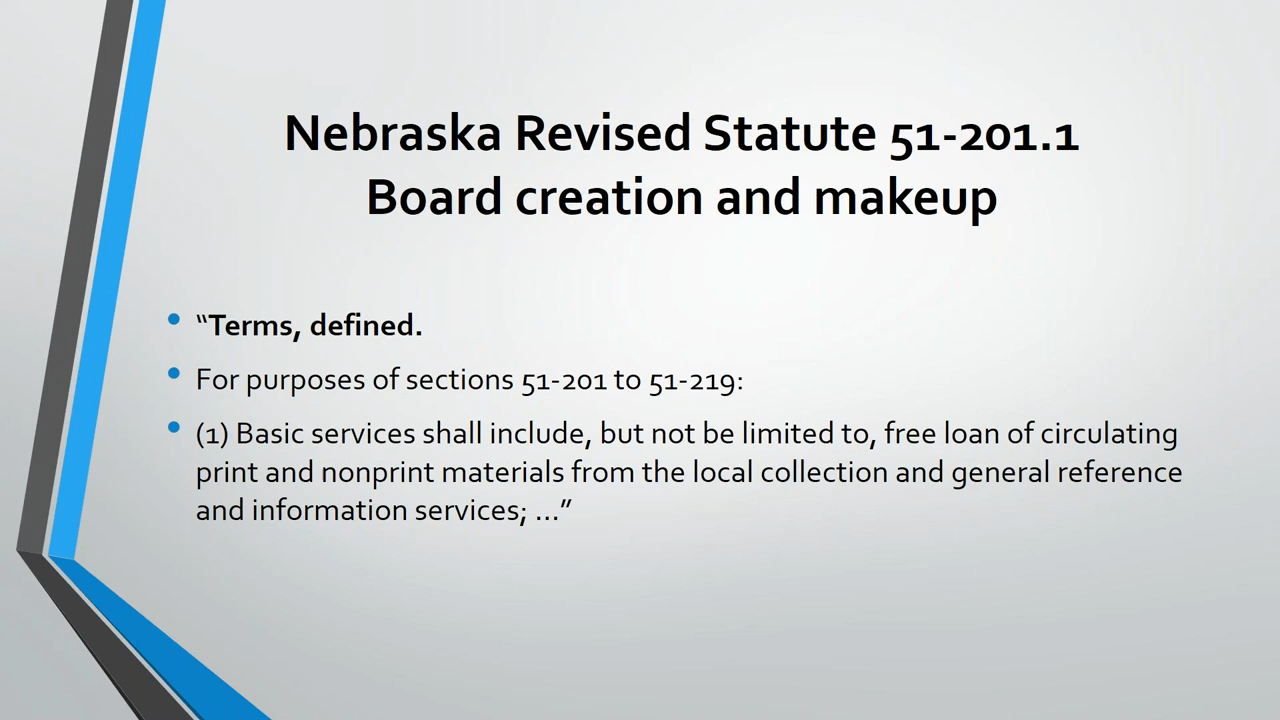 Nebraska Revised Statute 51-201.1
Board creation and makeup
• “Terms, defined.
• For purposes of sections 51-201 to 51-219:
• (1) Basic services shall include, but not be limited to, free loan of circulating
print and nonprint materials from the local collection and general reference
and information services; …”